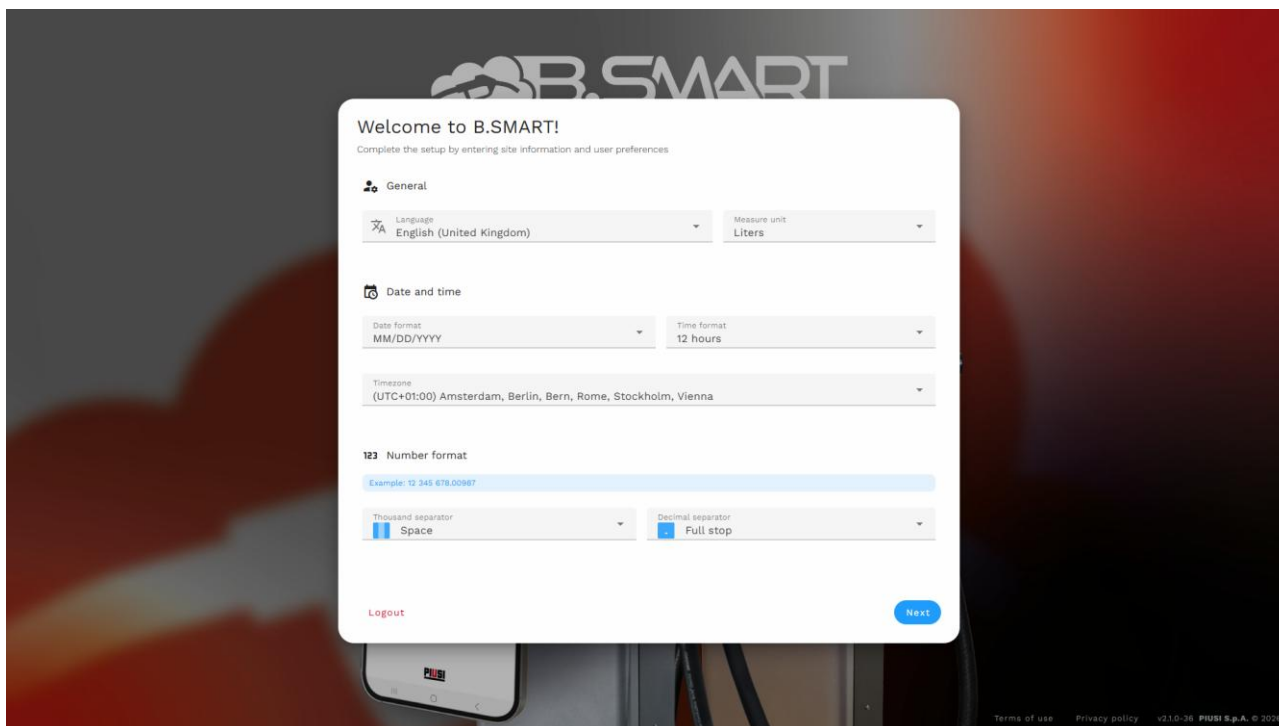 B.SMART
Welcome to B.SMART!
Complete the setup by entering site information and user preferences
General
Language
English (United Kingdom)
Measure unit
Liters
Date and time
Date format
MM/DD/YYYY
Time format
12 hours
Timezone
(UTC+01:00) Amsterdam, Berlin, Bern, Rome, Stockholm, Vienna
123 Number format
Example: 12 345 678.00987
Thousand separator
Space
Decimal separator
. Full stop
Logout
Next
PIUSI
Terms of use Privacy policy v2.1.0-36 PIUSI S.p.A. ©